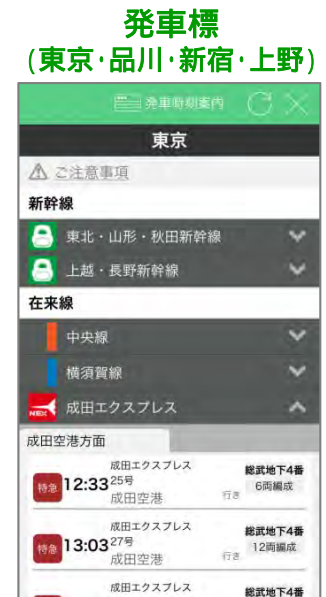 発車標
(東京･品川･新宿･上野)
発車時刻案内
東京
ご注意事項
新幹線
東北・山形・秋田新幹線
上越・長野新幹線
在来線
中央線
横須賀線
NEX 成田エクスプレス
成田空港方面
成田エクスプレス 総武地下4番
特急 12:33 25号 6両編成
成田空港 行き
成田エクスプレス 総武地下4番
特急 13:03 27号 12両編成
成田空港 行き
成田エクスプレス 総武地下4番